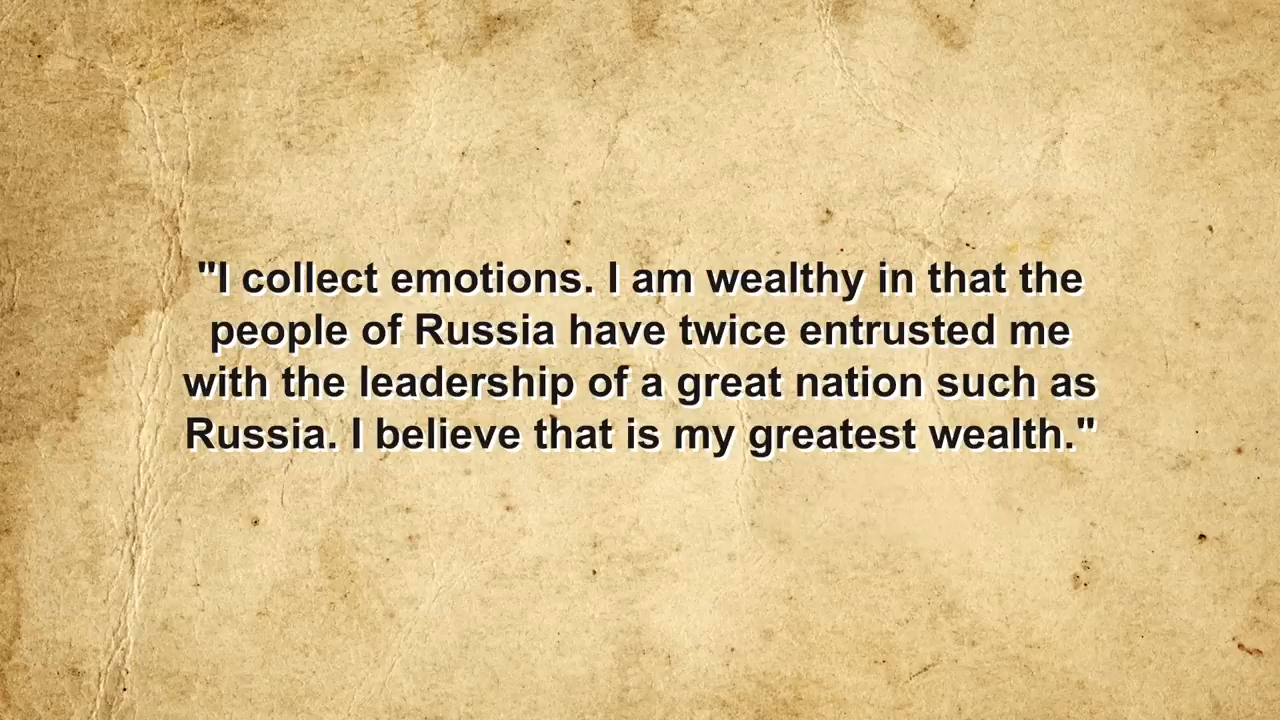 "I collect emotions. I am wealthy in that the
people of Russia have twice entrusted me
with the leadership of a great nation such as
Russia. I believe that is my greatest wealth."